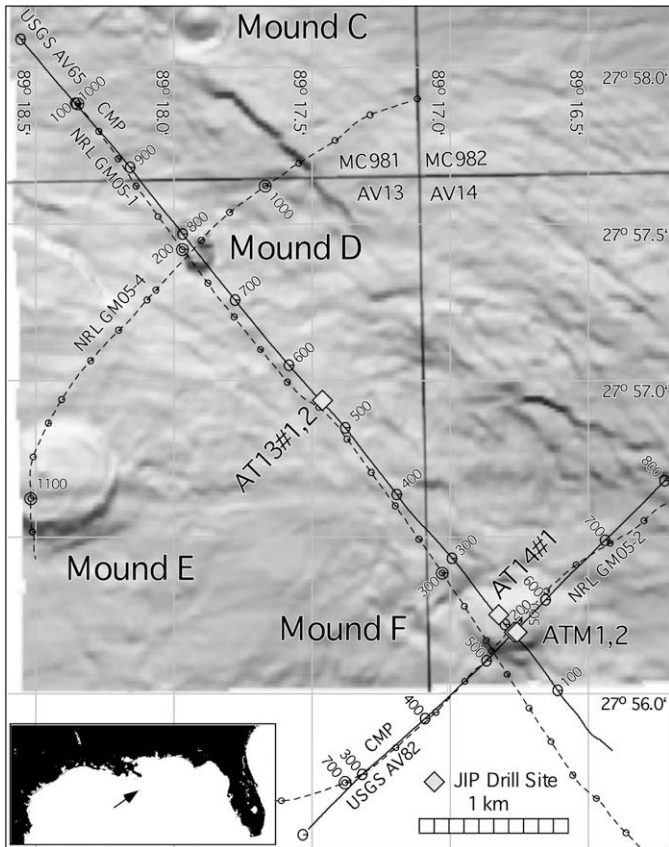 Mound C
USGS AV65
89° 18.5'
89° 18.0'
89° 17.5'
89° 17.0'
89° 16.5'
27° 58.0'
1000
1000
CMP
NRL GM05-1
900
MC981
MC982
AV13
AV14
1000
800
200
Mound D
27° 57.5'
NRL GM05-4
700
600
27° 57.0'
AT13#1,2
500
400
800
1100
Mound E
300
300
AT14#1
700
NRL GM05-2
600
200
Mound F
ATM1,2
5000
100
27° 56.0'
400
CMP
3000
700
USGS AV82
JIP Drill Site
1 km